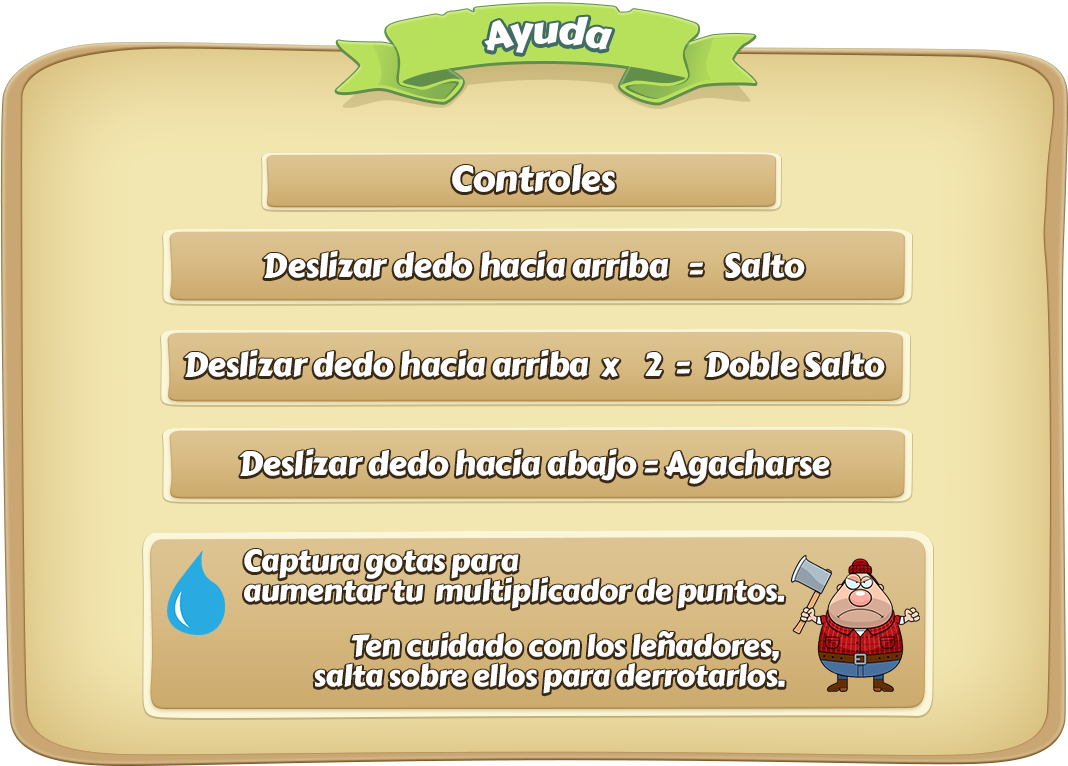 Ayuda
Controles
Deslizar dedo hacia arriba = Salto
Deslizar dedo hacia arriba x 2 = Doble Salto
Deslizar dedo hacia abajo = Agacharse
Captura gotas para
aumentar tu multiplicador de puntos.
Ten cuidado con los leñadores,
salta sobre ellos para derrotarlos.